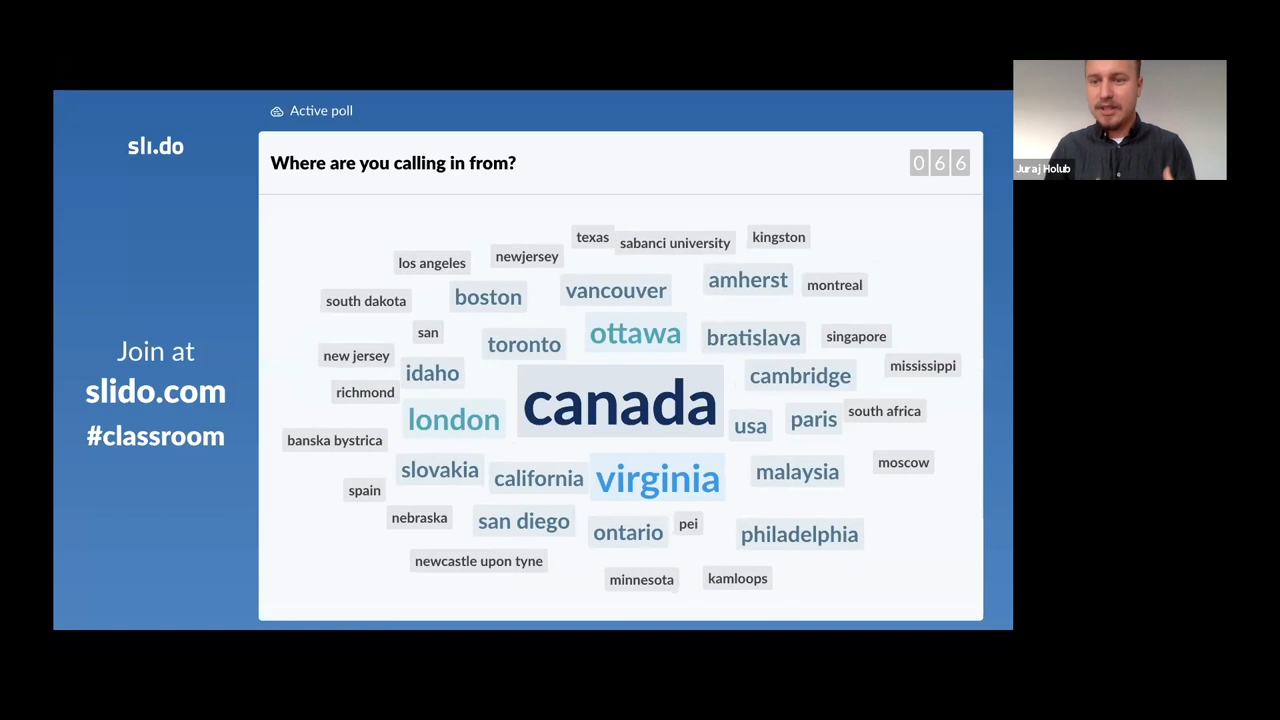 Active poll
sli.do
Where are you calling in from?
066
Juraj Holub
texas
sabanci university
kingston
los angeles
newjersey
south dakota
boston
vancouver
amherst
montreal
san
toronto
ottawa
bratislava
singapore
new jersey
idaho
cambridge
mississippi
richmond
canada
london
usa
paris
south africa
banska bystrica
slovakia
california
virginia
malaysia
moscow
spain
nebraska
san diego
ontario
pei
philadelphia
newcastle upon tyne
minnesota
kamloops
Join at
slido.com
#classroom